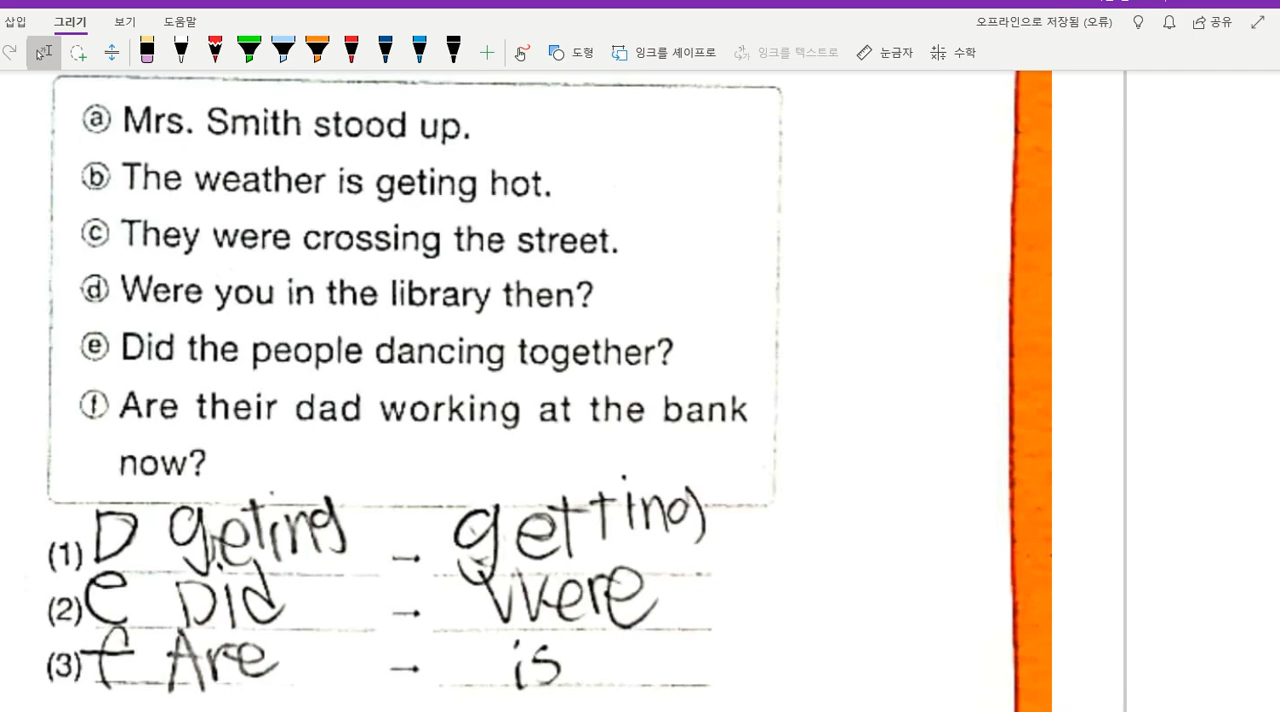 삽입 그리기 보기 도움말 오프라인으로 저장됨 (오류) 공유
도형 잉크를 셰이프로 잉크를 텍스트로 눈금자 수학
ⓐ Mrs. Smith stood up.
ⓑ The weather is geting hot.
ⓒ They were crossing the street.
ⓓ Were you in the library then?
ⓔ Did the people dancing together?
ⓕ Are their dad working at the bank
now?
(1) D geting → getting
(2) e Did → Were
(3) f Are → is